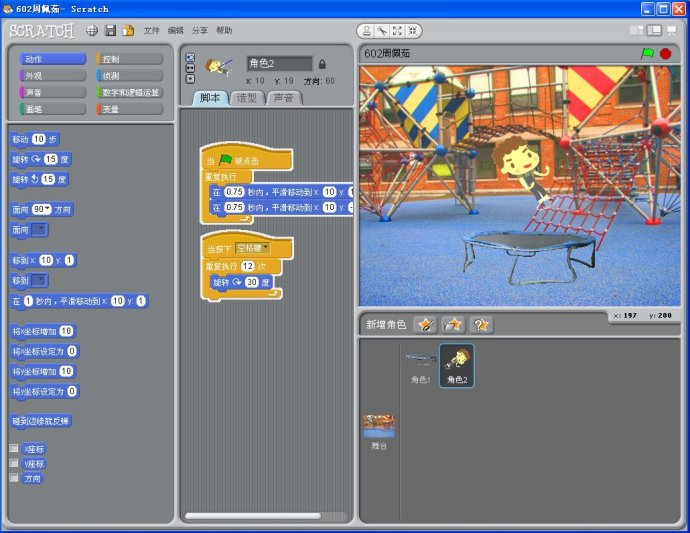 602周佩茹- Scratch
SCRATCH
文件 编辑 分享 帮助
动作
控制
外观
侦测
声音
数字和逻辑运算
画笔
变量
移动 10 步
旋转 15 度
旋转 15 度
面向 90 方向
面向
移到 x: 10 y: 1
移到
在 1 秒内，平滑移动到 x: 10 y: 1
将x坐标增加 10
将x坐标设定为 0
将y坐标增加 10
将y坐标设定为 0
碰到边缘就反弹
x座标
y座标
方向
角色2
x: 10 y: 19 方向: 60
脚本 造型 声音
当 被点击
重复执行
在 0.75 秒内，平滑移动到 x: 10 y:
在 0.75 秒内，平滑移动到 x: 10 y:
当按下 空格键
重复执行 12 次
旋转 30 度
602周佩茹
x: 197 y: 200
新增角色
角色1
角色2
舞台